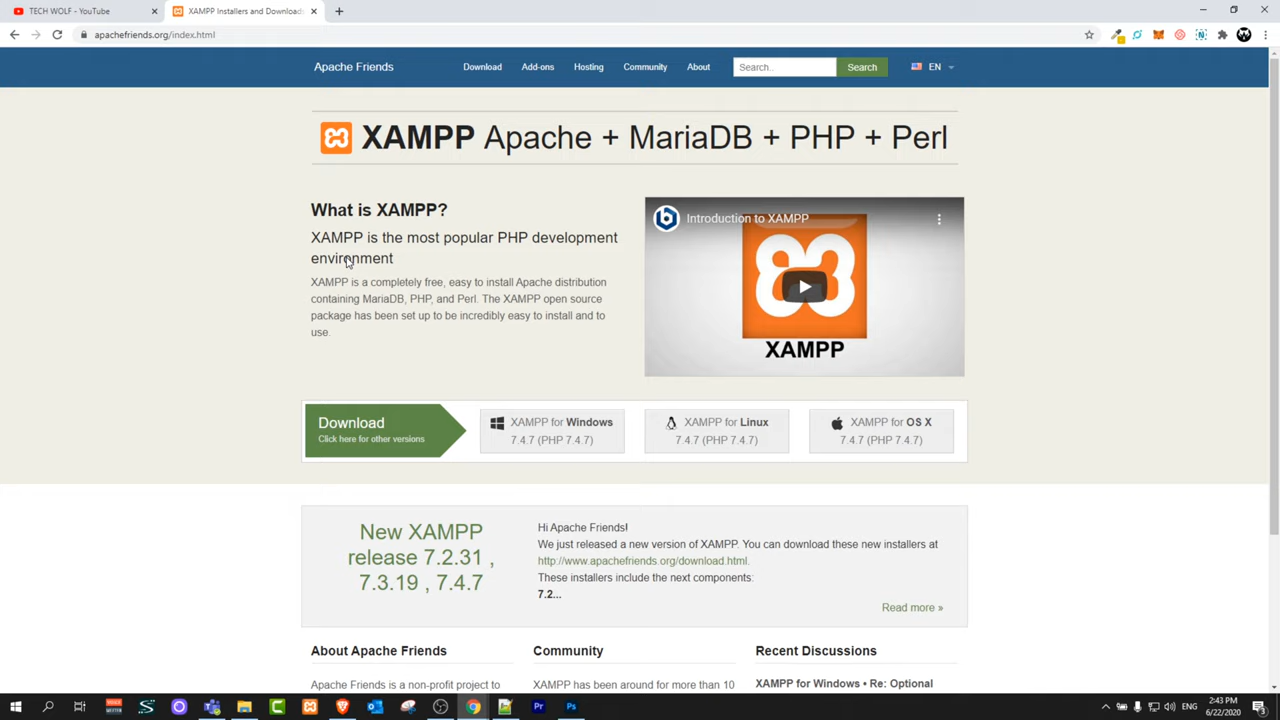 TECH WOLF - YouTube
XAMPP Installers and Downloads
apachefriends.org/index.html
Apache Friends
Download
Add-ons
Hosting
Community
About
Search..
Search
EN
XAMPP Apache + MariaDB + PHP + Perl
What is XAMPP?
XAMPP is the most popular PHP development
environment
XAMPP is a completely free, easy to install Apache distribution
containing MariaDB, PHP, and Perl. The XAMPP open source
package has been set up to be incredibly easy to install and to
use.
Introduction to XAMPP
XAMPP
Download
Click here for other versions
XAMPP for Windows
7.4.7 (PHP 7.4.7)
XAMPP for Linux
7.4.7 (PHP 7.4.7)
XAMPP for OS X
7.4.7 (PHP 7.4.7)
New XAMPP
release 7.2.31 ,
7.3.19 , 7.4.7
Hi Apache Friends!
We just released a new version of XAMPP. You can download these new installers at
http://www.apachefriends.org/download.html.
These installers include the next components:
7.2...
Read more »
About Apache Friends
Apache Friends is a non-profit project to
Community
XAMPP has been around for more than 10
Recent Discussions
XAMPP for Windows • Re: Optional
ENG
2:43 PM
6/22/2020